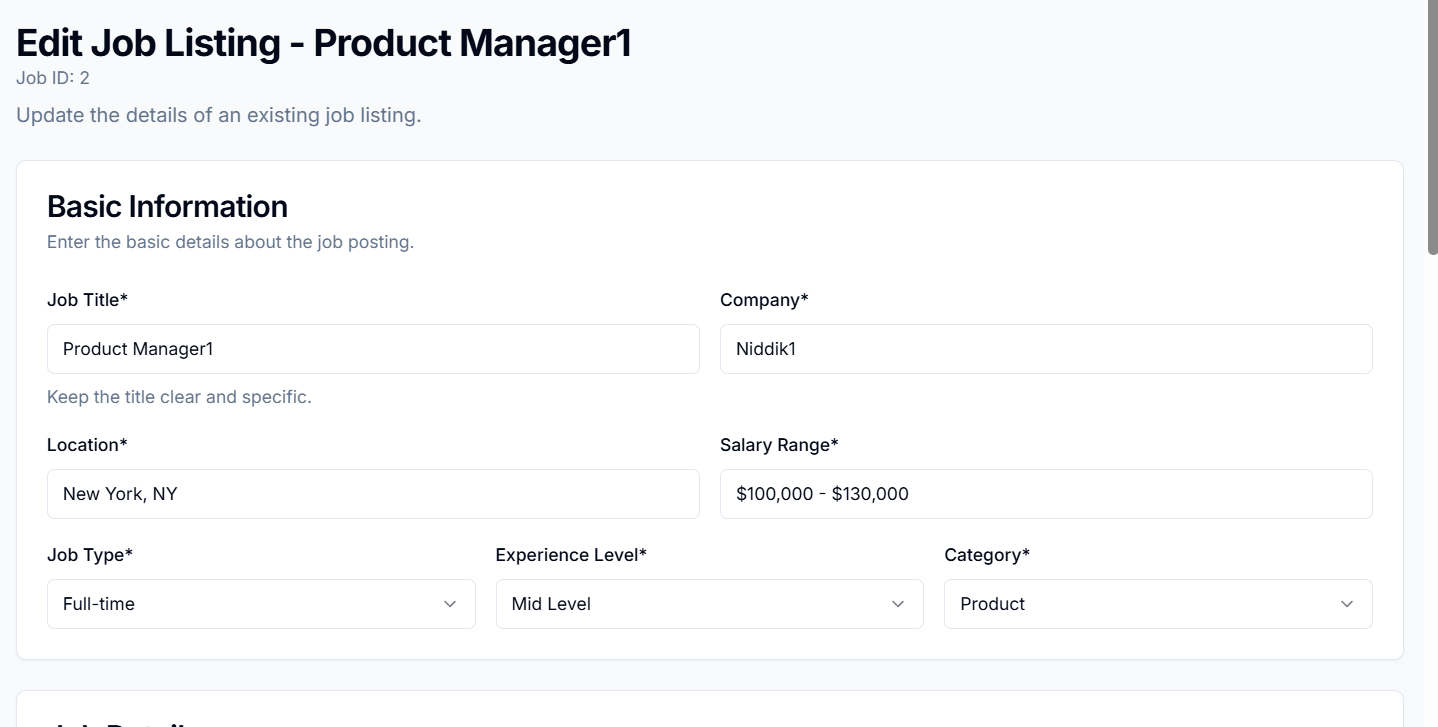 Edit Job Listing - Product Manager1
Job ID: 2
Update the details of an existing job listing.
Basic Information
Enter the basic details about the job posting.
Job Title*
Company*
Product Manager1
Niddik1
Keep the title clear and specific.
Location*
Salary Range*
New York, NY
$100,000 - $130,000
Job Type*
Experience Level*
Category*
Full-time
Mid Level
Product